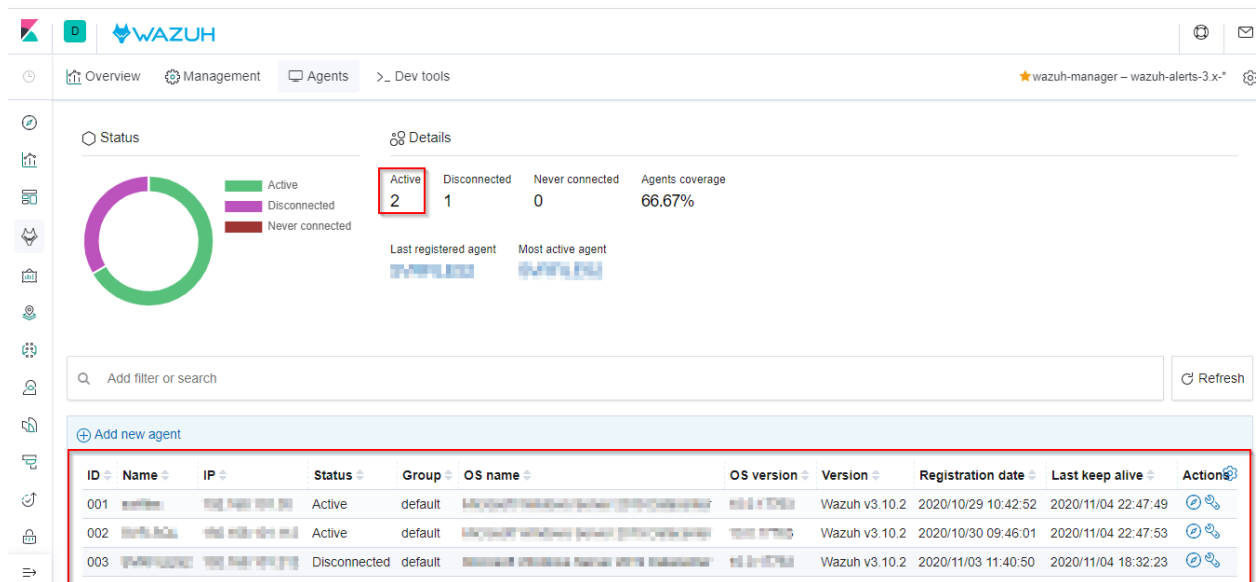 D WAZUH
Overview Management Agents >_ Dev tools wazuh-manager – wazuh-alerts-3.x-*
Status
Details
Active
Disconnected
Never connected
Active Disconnected Never connected Agents coverage
2 1 0 66.67%
Last registered agent Most active agent
Add filter or search
Refresh
Add new agent
ID Name IP Status Group OS name OS version Version Registration date Last keep alive Actions
001 Active default Wazuh v3.10.2 2020/10/29 10:42:52 2020/11/04 22:47:49
002 Active default Wazuh v3.10.2 2020/10/30 09:46:01 2020/11/04 22:47:53
003 Disconnected default Wazuh v3.10.2 2020/11/03 11:40:50 2020/11/04 18:32:23